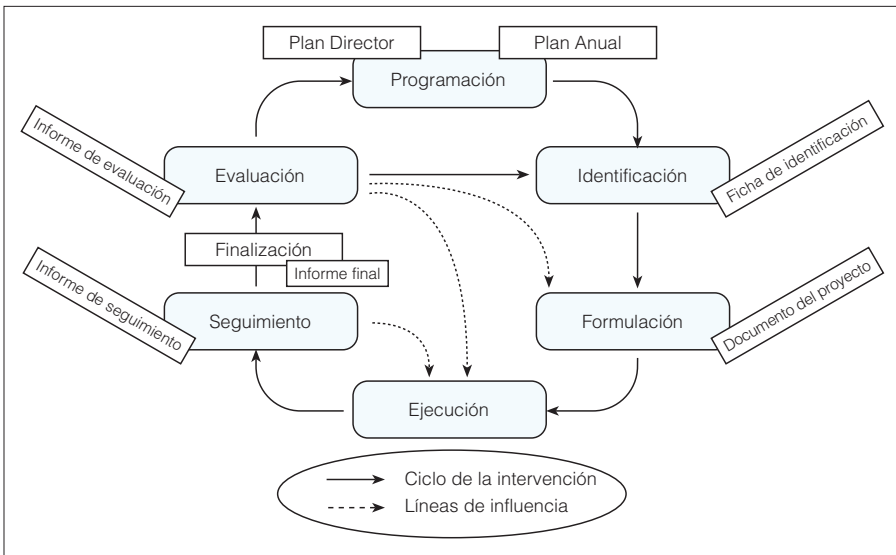 Plan Director
Plan Anual
Programación
Informe de evaluación
Evaluación
Identificación
Ficha de identificación
Finalización
Informe final
Informe de seguimiento
Seguimiento
Formulación
Documento del proyecto
Ejecución
Ciclo de la intervención
Líneas de influencia